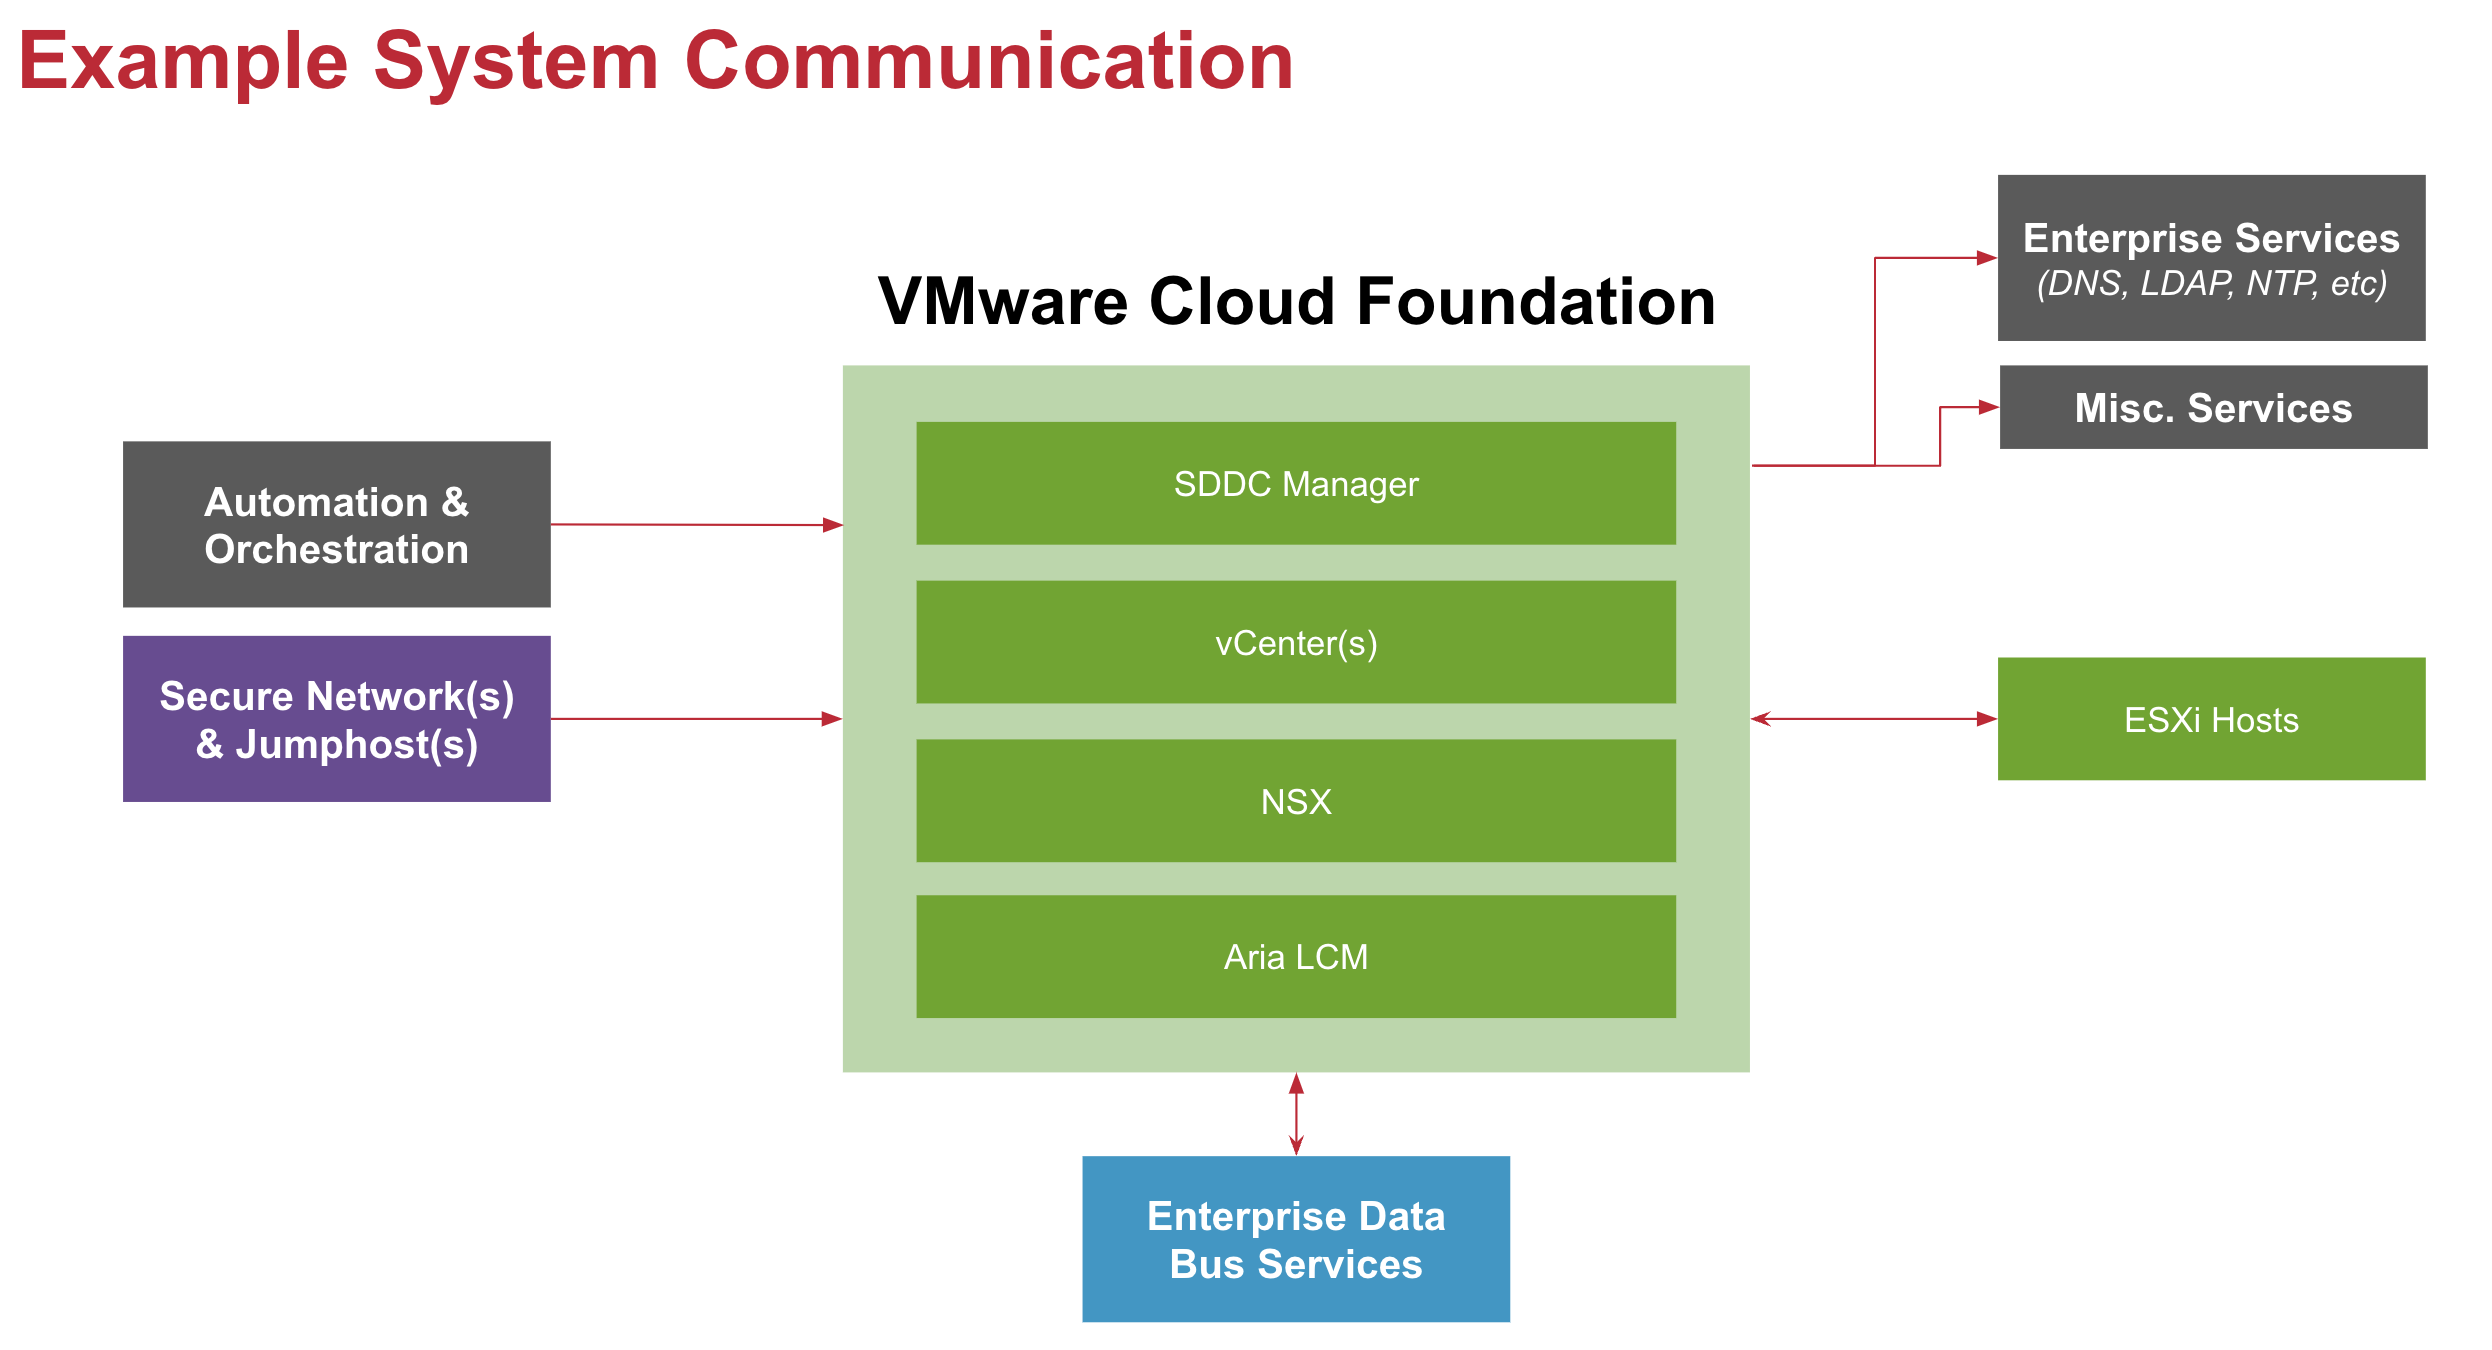 Example System Communication
VMware Cloud Foundation
Automation &
Orchestration
Secure Network(s)
& Jumphost(s)
SDDC Manager
vCenter(s)
NSX
Aria LCM
Enterprise Services
(DNS, LDAP, NTP, etc)
Misc. Services
ESXi Hosts
Enterprise Data
Bus Services